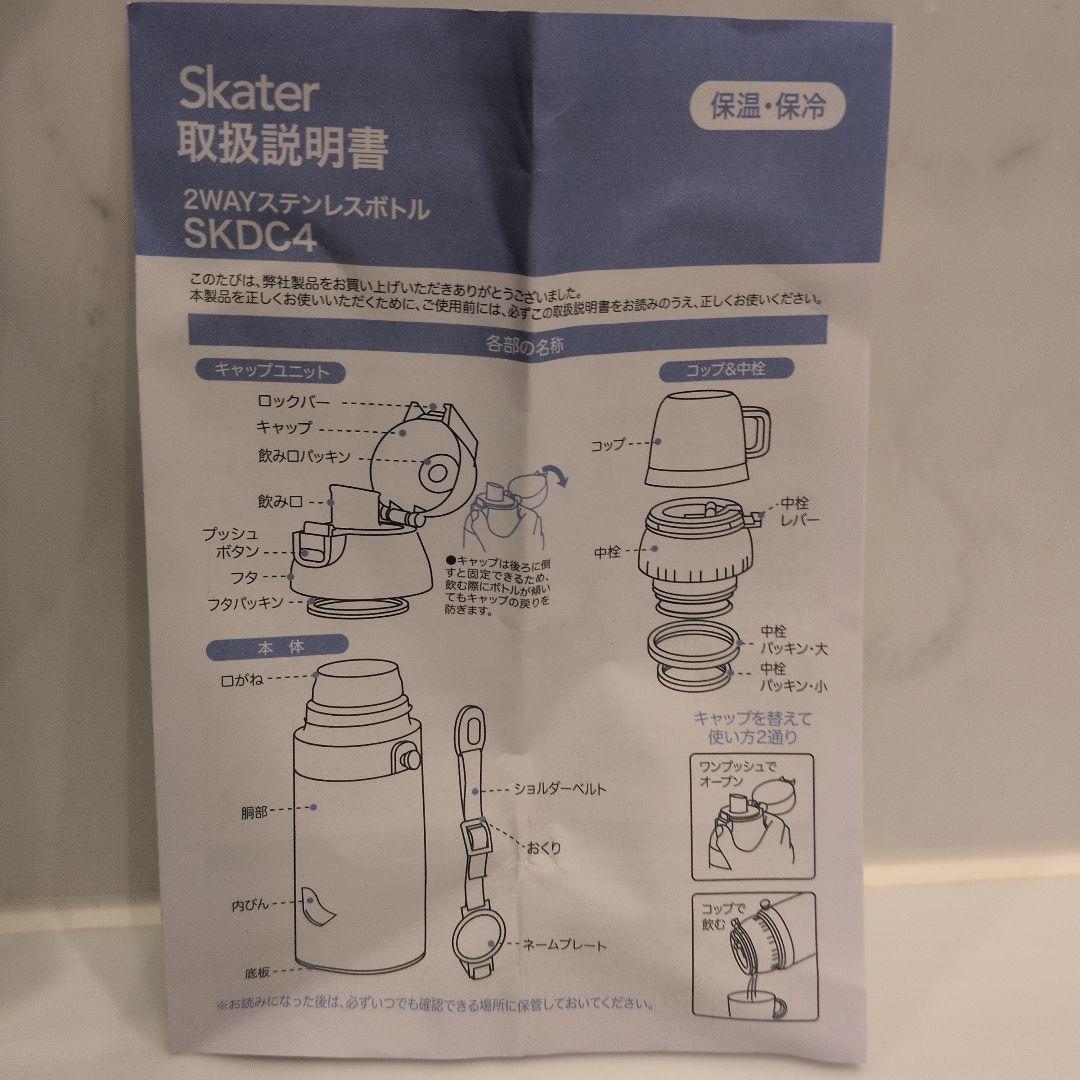 Skater
取扱説明書
保温・保冷
2WAYステンレスボトル
SKDC4
このたびは、弊社製品をお買い上げいただきありがとうございました。
本製品を正しくお使いいただくために、ご使用前には、必ずこの取扱説明書をお読みのうえ、正しくお使いください。
各部の名称
キャップユニット
ロックバー
キャップ
飲み口パッキン
飲み口
プッシュ
ボタン
フタ
フタパッキン
●キャップは後ろに倒
すと固定できるため、
飲む際にボトルが傾い
てもキャップの戻りを
防ぎます。
コップ&中栓
コップ
中栓
レバー
中栓
中栓
パッキン・大
中栓
パッキン・小
本体
口がね
胴部
内びん
底板
ショルダーベルト
おくり
ネームプレート
キャップを替えて
使い方2通り
ワンプッシュで
オープン
コップで
飲む
※お読みになった後は、必ずいつでも確認できる場所に保管しておいてください。